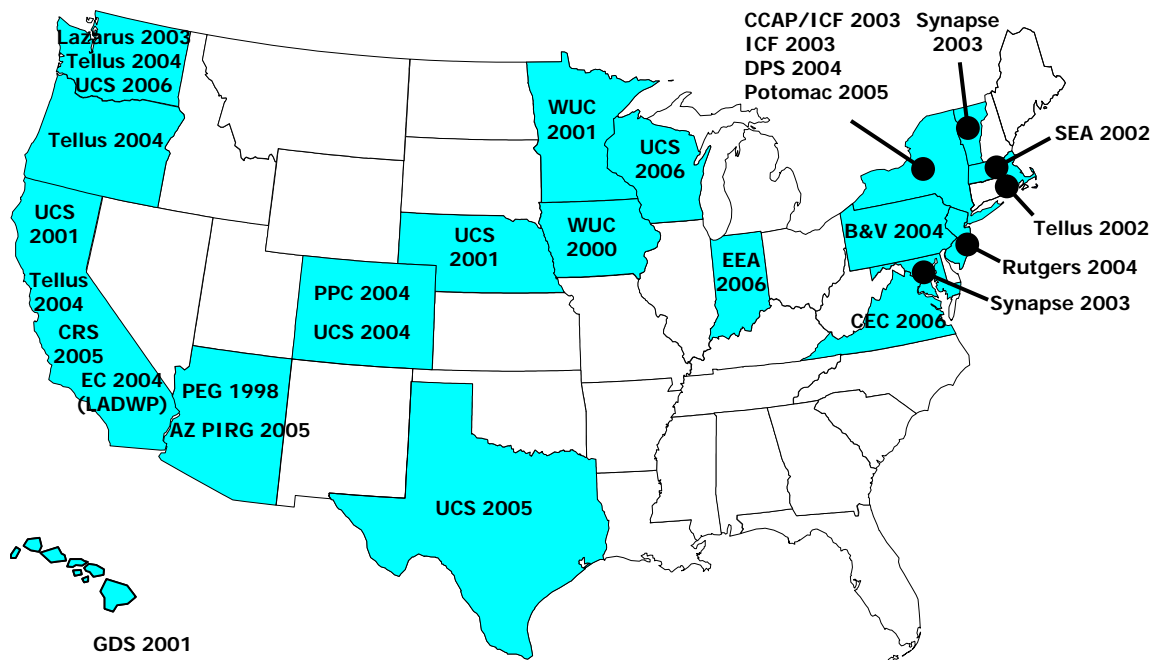 CCAP/ICF 2003
ICF 2003
DPS 2004
Potomac 2005
Synapse
2003
Lazarus 2003
Tellus 2004
UCS 2006
Tellus 2004
WUC
2001
UCS
2006
SEA 2002
Tellus 2002
Rutgers 2004
Synapse 2003
UCS
2001
UCS
2001
WUC
2000
B&V 2004
EEA
2006
Tellus
2004
PPC 2004
UCS 2004
CRS
2005
CEC 2006
EC 2004
(LADWP)
PEG 1998
AZ PIRG 2005
UCS 2005
GDS 2001